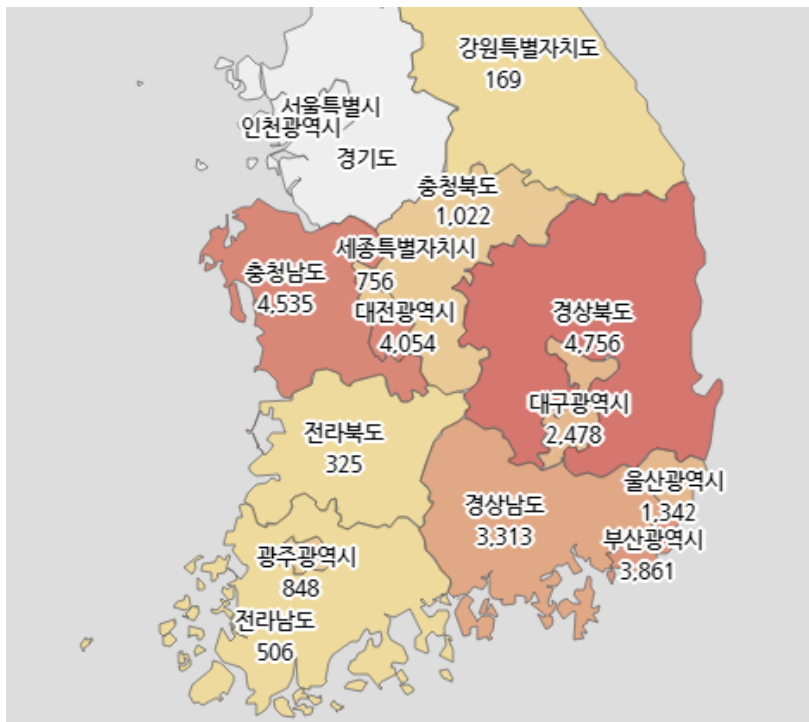 강원특별자치도
169
서울특별시
인천광역시
경기도
충청북도
1,022
세종특별자치시
756
충청남도
4,535
대전광역시
4,054
경상북도
4,756
대구광역시
2,478
전라북도
325
경상남도
3,313
울산광역시
1,342
부산광역시
3,861
광주광역시
848
전라남도
506